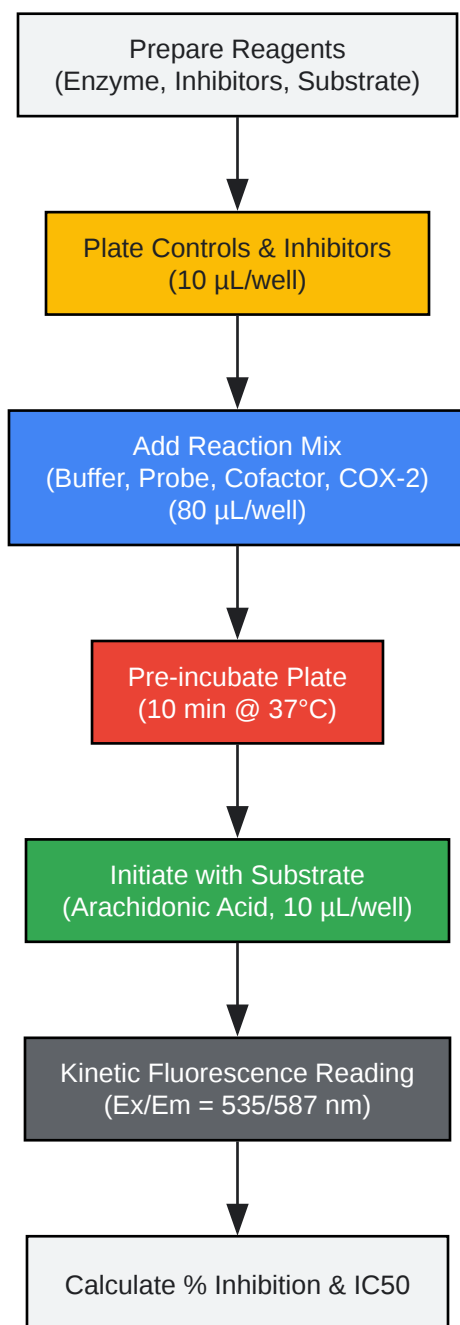 Prepare Reagents
(Enzyme, Inhibitors, Substrate)
Plate Controls & Inhibitors
(10 µL/well)
Add Reaction Mix
(Buffer, Probe, Cofactor, COX-2)
(80 µL/well)
Pre-incubate Plate
(10 min @ 37°C)
Initiate with Substrate
(Arachidonic Acid, 10 µL/well)
Kinetic Fluorescence Reading
(Ex/Em = 535/587 nm)
Calculate % Inhibition & IC50